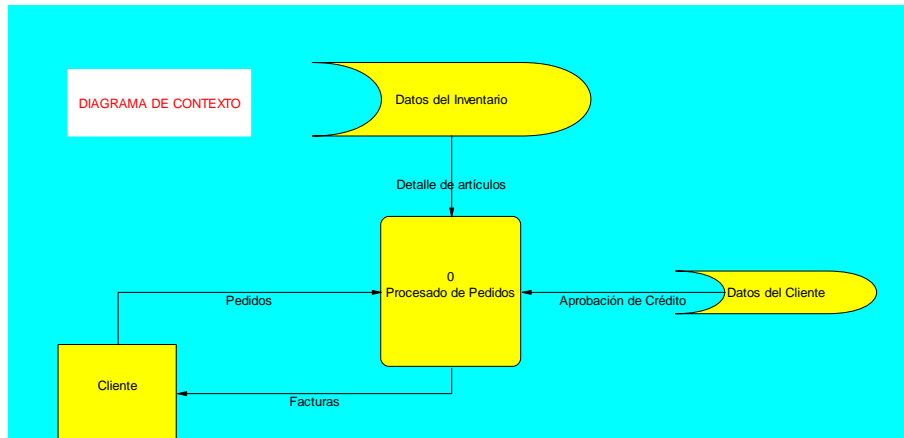 DIAGRAMA DE CONTEXTO
Datos del Inventario
Detalle de artículos
0
Procesado de Pedidos
Pedidos
Aprobación de Crédito
Datos del Cliente
Cliente
Facturas